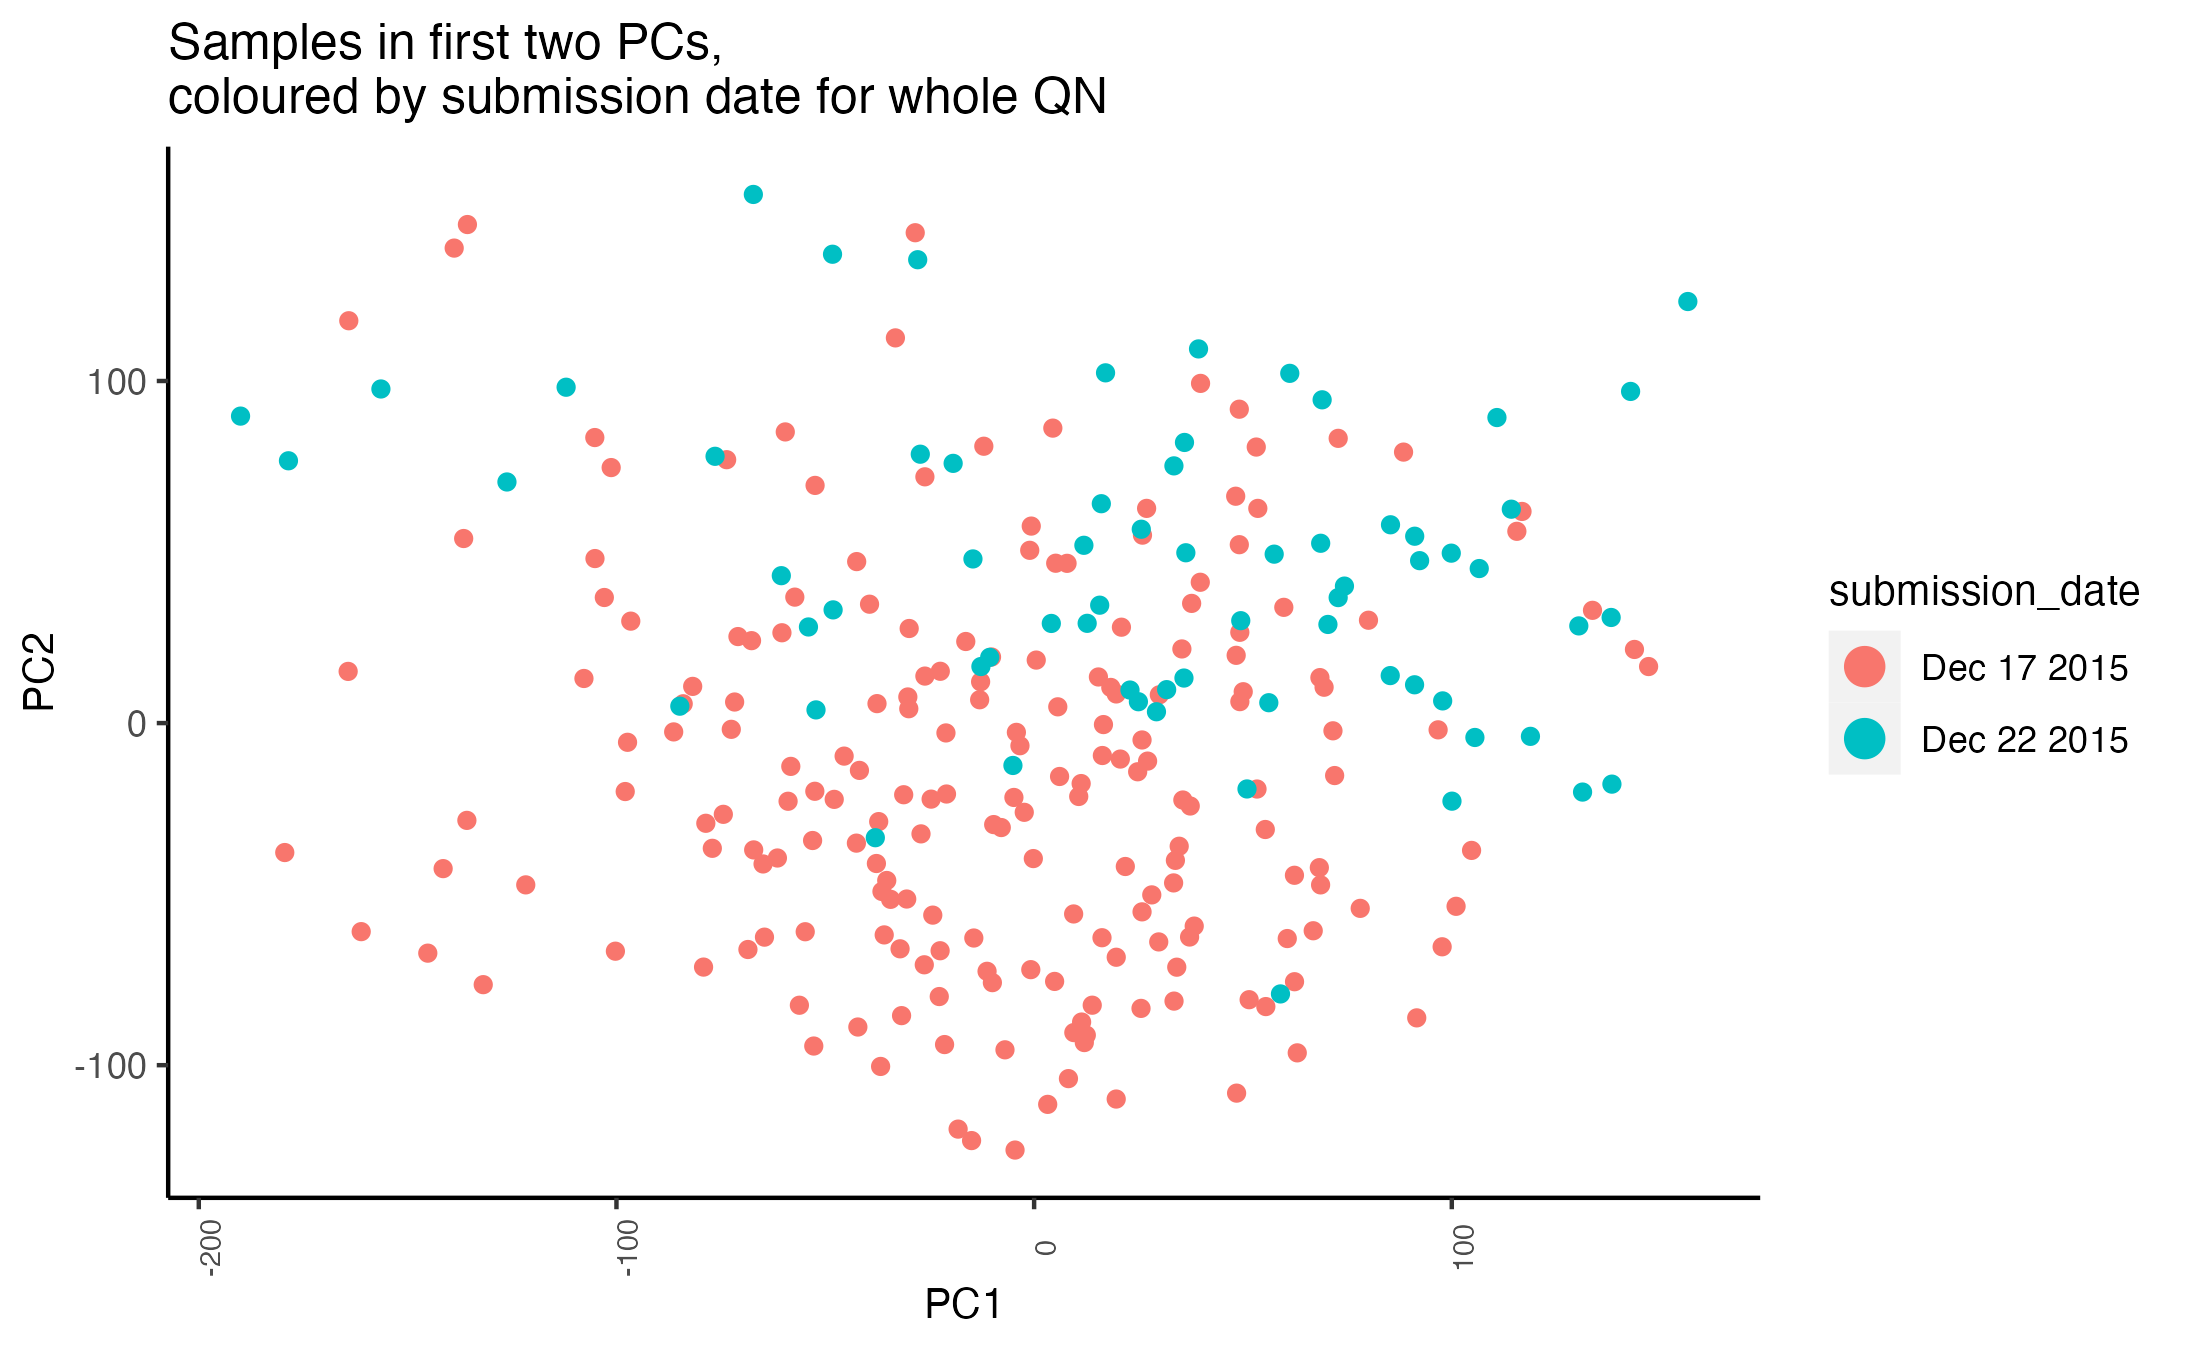 Samples in first two PCs,
coloured by submission date for whole QN
100
0
-100
PC2
-200
-100
0
100
PC1
submission_date
Dec 17 2015
Dec 22 2015